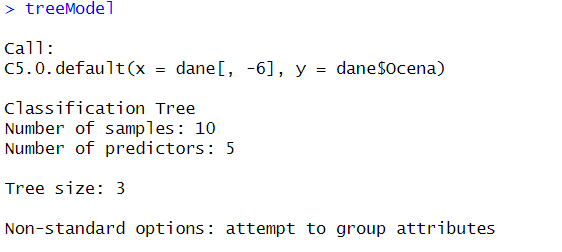 > treeModel
Call:
C5.0.default(x = dane[, -6], y = dane$Ocena)
Classification Tree
Number of samples: 10
Number of predictors: 5
Tree size: 3
Non-standard options: attempt to group attributes